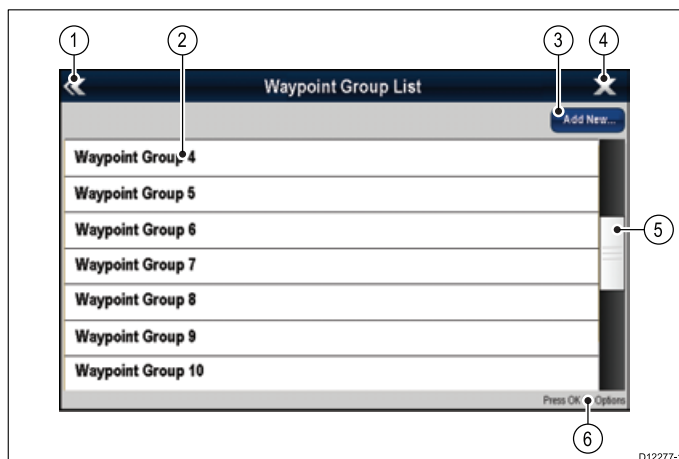 1 2 3 4
Waypoint Group List
Add New...
Waypoint Group 4
Waypoint Group 5
Waypoint Group 6
5
Waypoint Group 7
Waypoint Group 8
Waypoint Group 9
Waypoint Group 10
Press OK Options
6